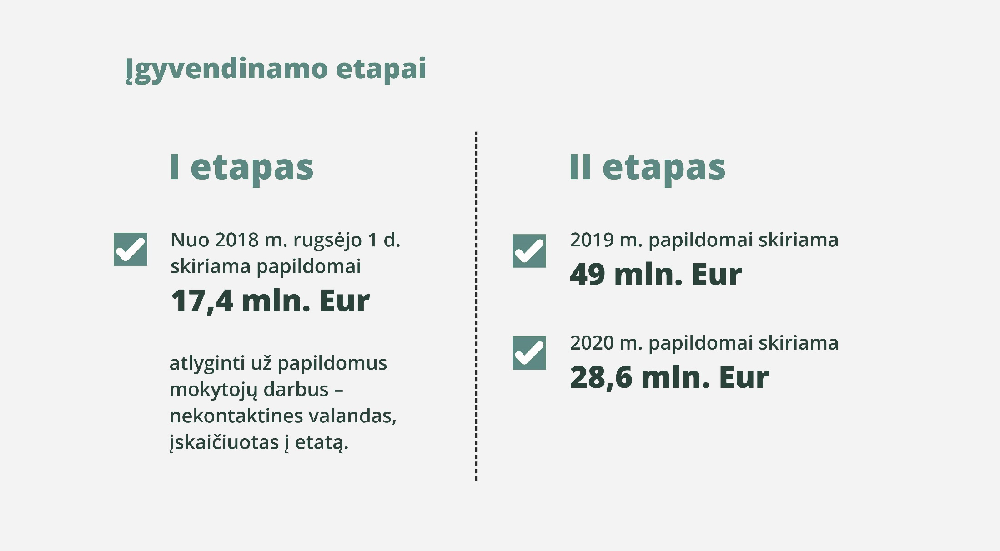 Įgyvendinamo etapai
I etapas
Nuo 2018 m. rugsėjo 1 d.
skiriama papildomai
17,4 mln. Eur
atlyginti už papildomus
mokytojų darbus –
nekontaktines valandas,
įskaičiuotas į etatą.
II etapas
2019 m. papildomai skiriama
49 mln. Eur
2020 m. papildomai skiriama
28,6 mln. Eur